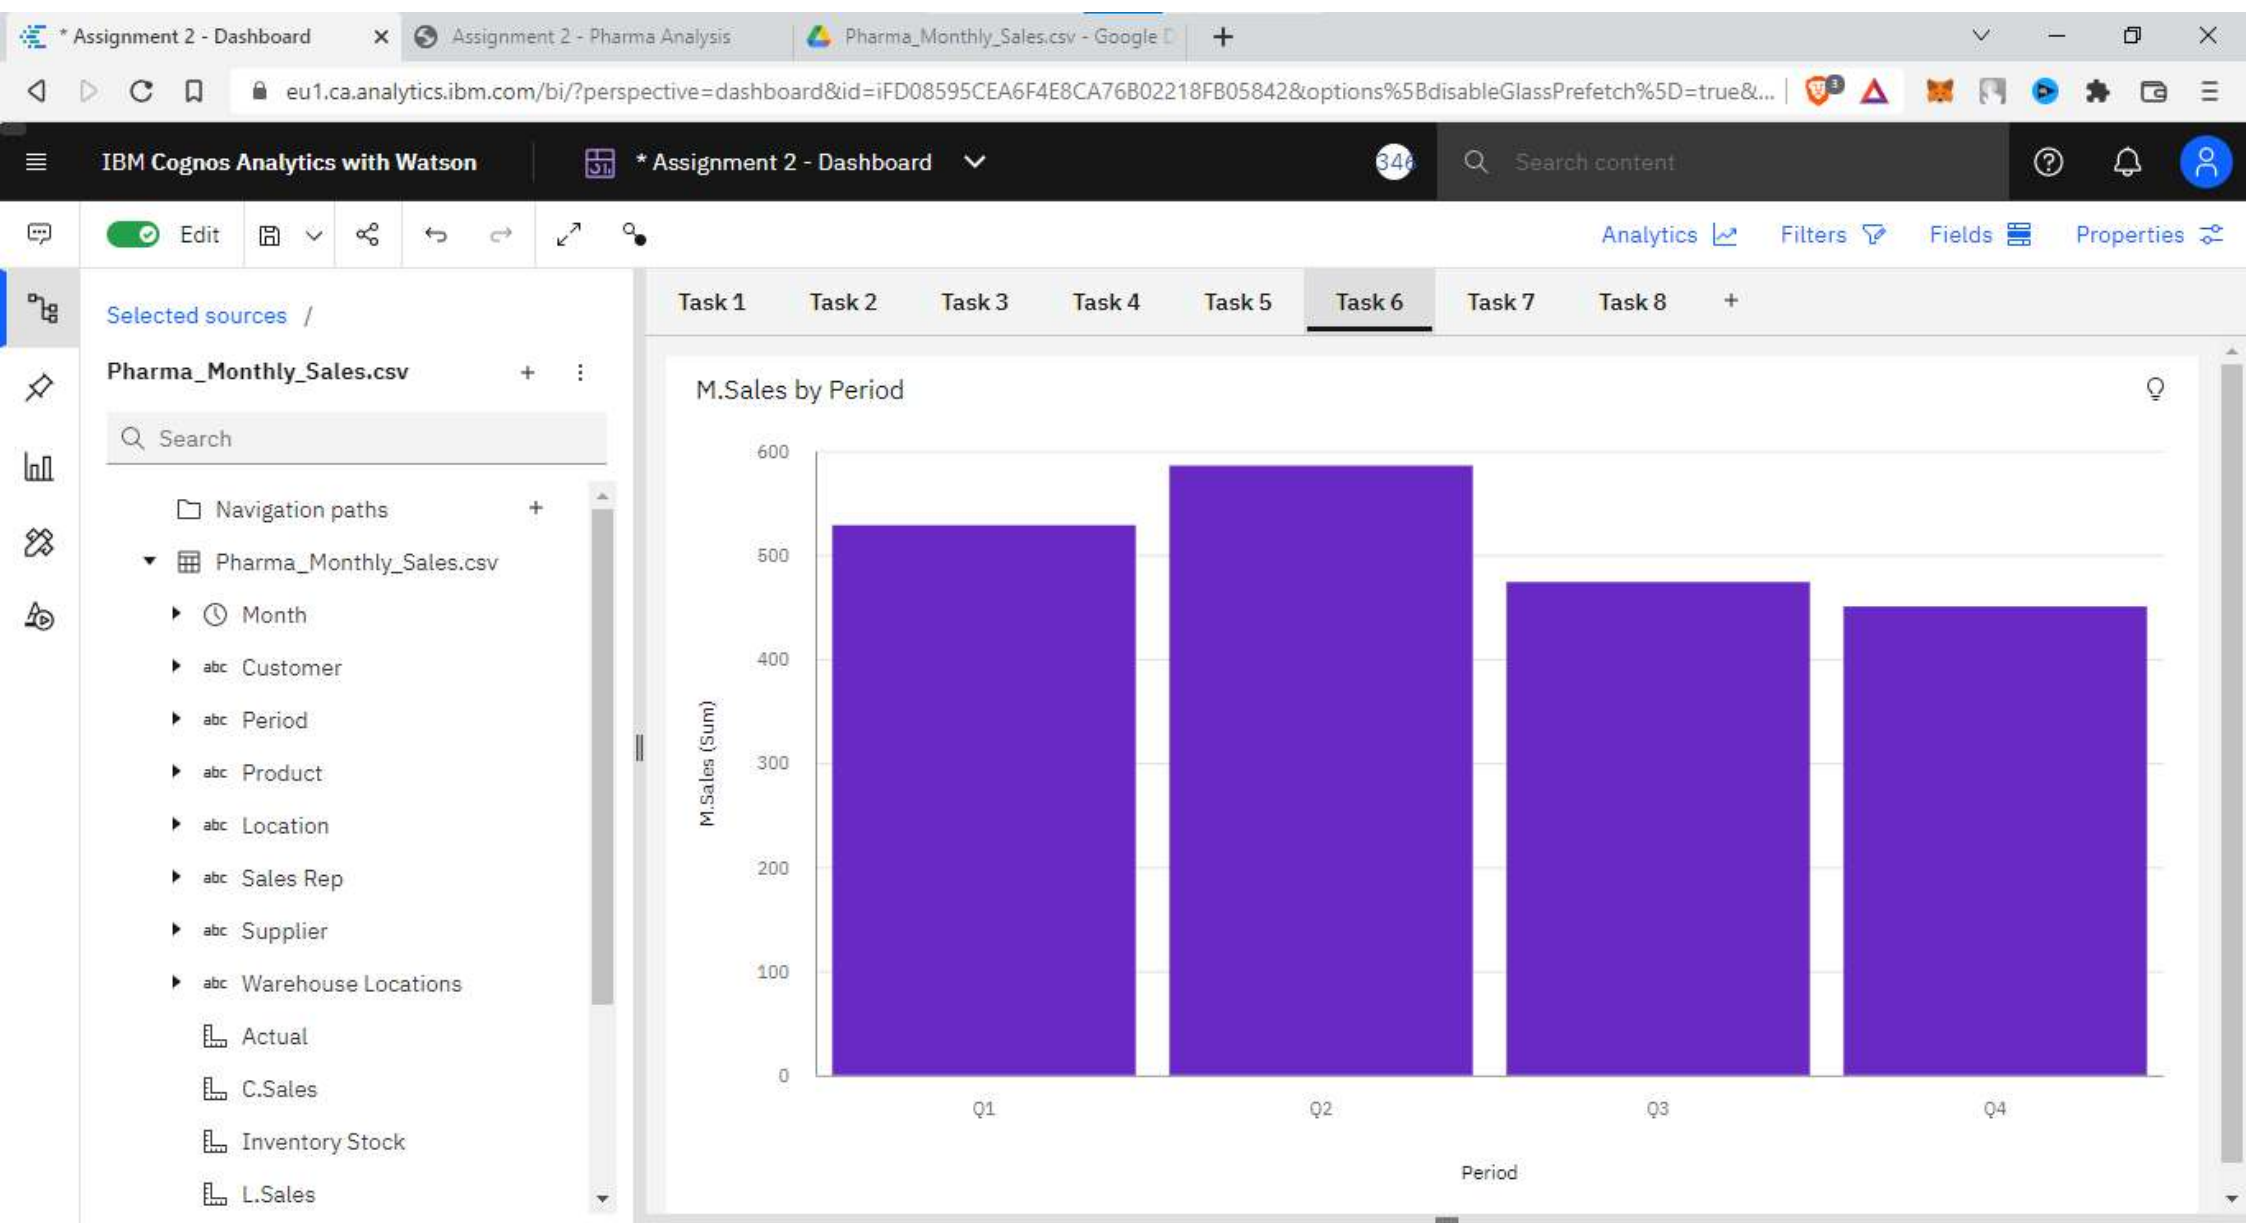 * Assignment 2 - Dashboard
Assignment 2 - Pharma Analysis
Pharma_Monthly_Sales.csv - Google D
eu1.ca.analytics.ibm.com/bi/?perspective=dashboard&id=iFD08595CEA6F4E8CA76B02218FB05842&options%5BdisableGlassPrefetch%5D=true&...
3
IBM Cognos Analytics with Watson
* Assignment 2 - Dashboard
346
Search content
Edit
Analytics
Filters
Fields
Properties
Selected sources /
Pharma_Monthly_Sales.csv
Search
Navigation paths
Pharma_Monthly_Sales.csv
Month
abc Customer
abc Period
abc Product
abc Location
abc Sales Rep
abc Supplier
abc Warehouse Locations
Actual
C.Sales
Inventory Stock
L.Sales
Task 1
Task 2
Task 3
Task 4
Task 5
Task 6
Task 7
Task 8
+
M.Sales by Period
600
500
400
300
200
100
0
M.Sales (Sum)
Q1
Q2
Q3
Q4
Period